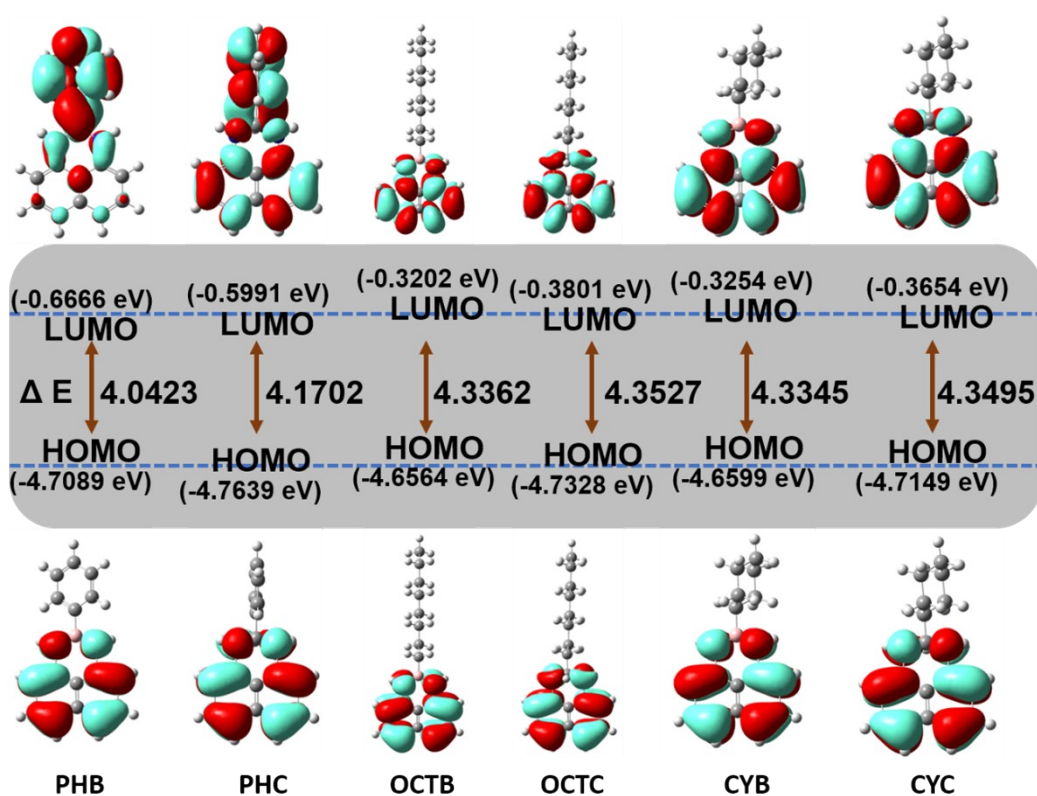 (-0.6666 eV) (-0.5991 eV) (-0.3202 eV) (-0.3801 eV) (-0.3254 eV) (-0.3654 eV)
LUMO LUMO LUMO LUMO LUMO LUMO
Δ E 4.0423 4.1702 4.3362 4.3527 4.3345 4.3495
HOMO HOMO HOMO HOMO HOMO HOMO
(-4.7089 eV) (-4.7639 eV) (-4.6564 eV) (-4.7328 eV) (-4.6599 eV) (-4.7149 eV)
PHB PHC OCTB OCTC CYB CYC